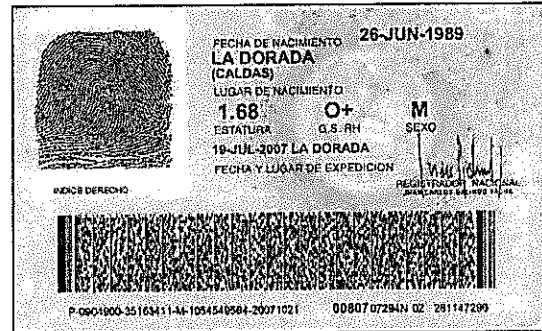 FECHA DE NACIMIENTO 26-JUN-1989
LA DORADA
(CALDAS)
LUGAR DE NACIMIENTO
1.68 O+ M
ESTATURA G.S. RH SEXO
19-JUL-2007 LA DORADA
FECHA Y LUGAR DE EXPEDICION
REGISTRADOR NACIONAL
INDICE DERECHO